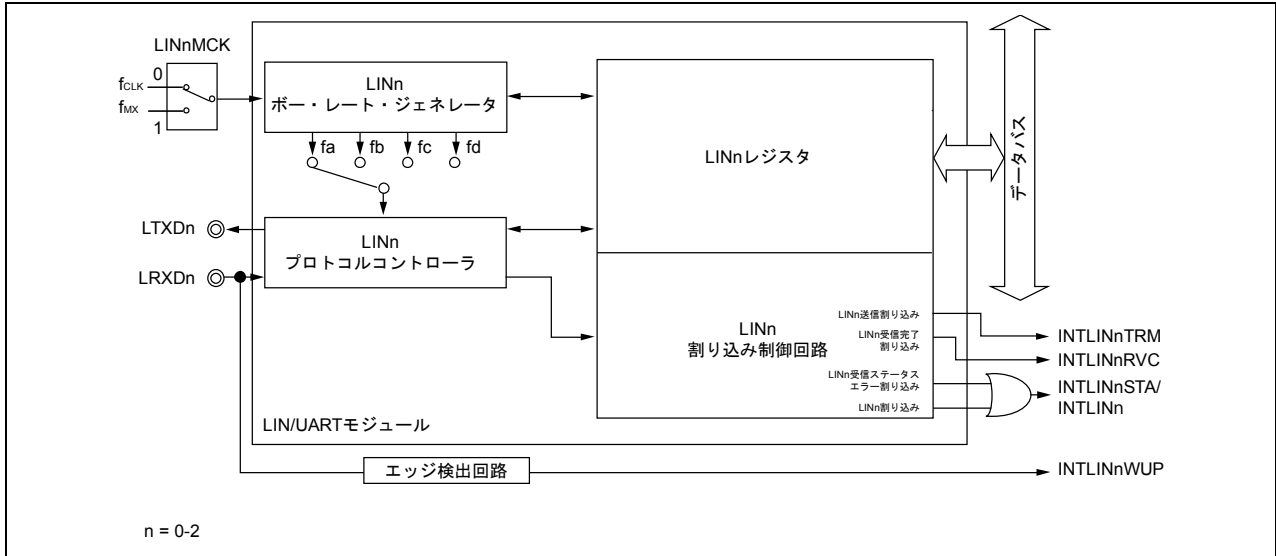 LINnMCK
0
fCLK
fMX
1
LINn
ボー・レート・ジェネレータ
fa
fb
fc
fd
LINnレジスタ
データバス
LTXDn
LRXDn
LINn
プロトコルコントローラ
LINn
割り込み制御回路
LINn送信割り込み
LINn受信完了
割り込み
LINn受信ステータス
エラー割り込み
LINn割り込み
INTLINnTRM
INTLINnRVC
INTLINnSTA/
INTLINn
LIN/UARTモジュール
エッジ検出回路
INTLINnWUP
n = 0-2